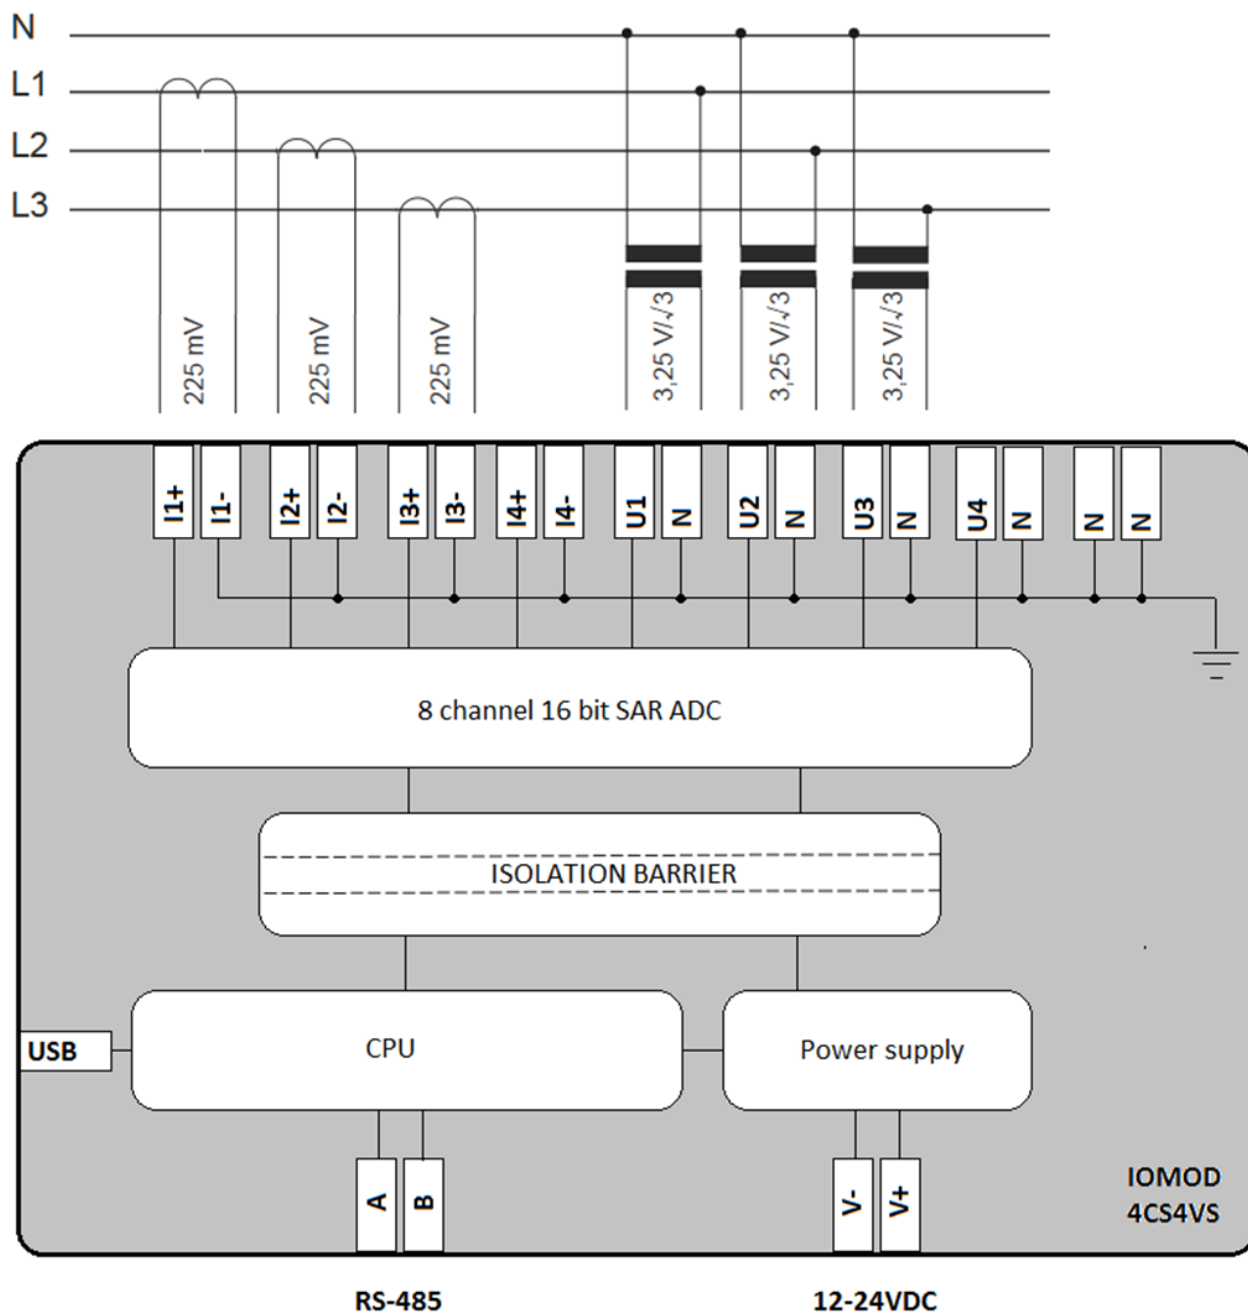 N
L1
L2
L3
225 mV
225 mV
225 mV
3,25 V/√3
3,25 V/√3
3,25 V/√3
I1+
I1-
I2+
I2-
I3+
I3-
I4+
I4-
U1
N
U2
N
U3
N
U4
N
N
N
8 channel 16 bit SAR ADC
ISOLATION BARRIER
USB
CPU
Power supply
A
B
V-
V+
IOMOD
4CS4VS
RS-485
12-24VDC